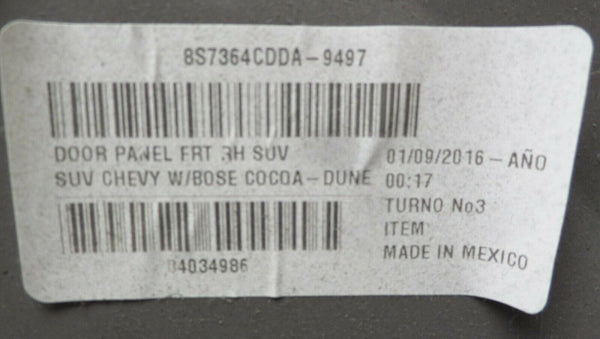 8S7364CDDA-9497
DOOR PANEL FRT RH SUV
SUV CHEVY W/BOSE COCOA-DUNE
01/09/2016-AÑO
00:17
TURNO No3
ITEM
MADE IN MEXICO
04034986